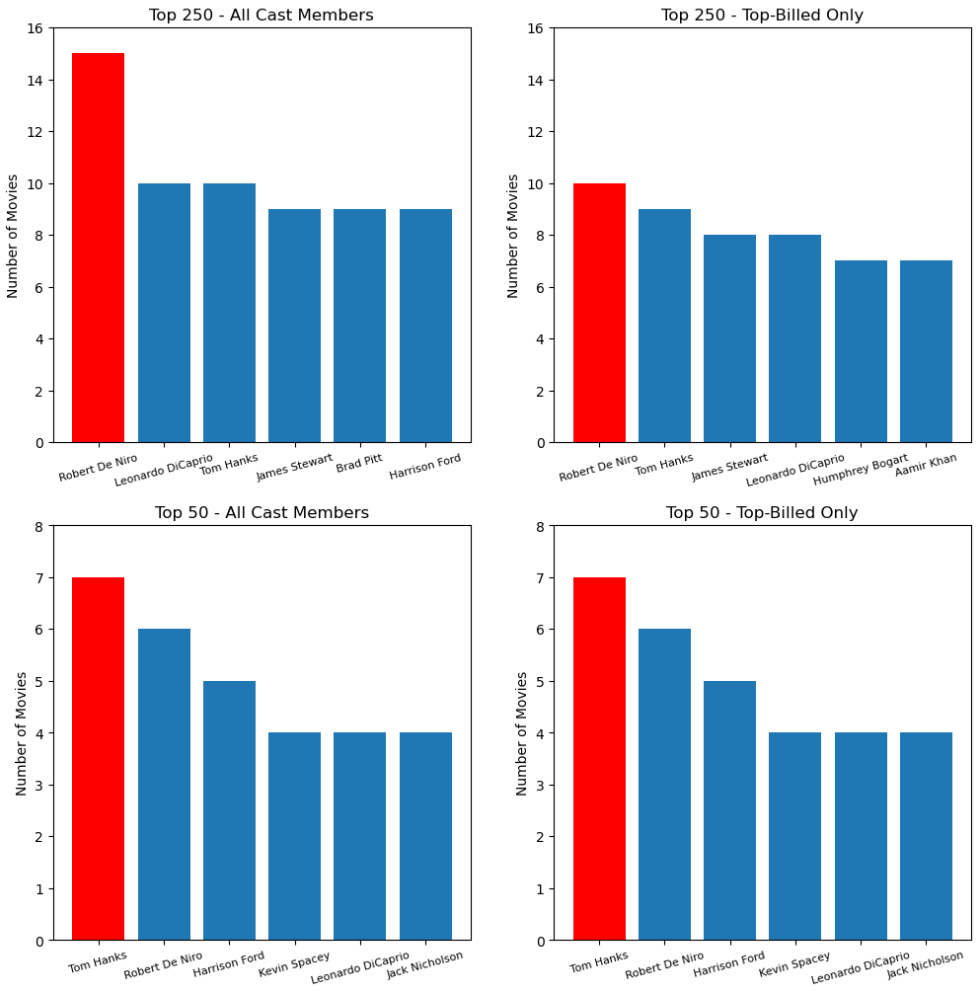 Top 250 - All Cast Members
Number of Movies
16
14
12
10
8
6
4
2
0
Robert De Niro
Leonardo DiCaprio
Tom Hanks
James Stewart
Brad Pitt
Harrison Ford
Top 250 - Top-Billed Only
Number of Movies
16
14
12
10
8
6
4
2
0
Robert De Niro
Tom Hanks
James Stewart
Leonardo DiCaprio
Humphrey Bogart
Aamir Khan
Top 50 - All Cast Members
Number of Movies
8
7
6
5
4
3
2
1
0
Tom Hanks
Robert De Niro
Harrison Ford
Kevin Spacey
Leonardo DiCaprio
Jack Nicholson
Top 50 - Top-Billed Only
Number of Movies
8
7
6
5
4
3
2
1
0
Tom Hanks
Robert De Niro
Harrison Ford
Kevin Spacey
Leonardo DiCaprio
Jack Nicholson